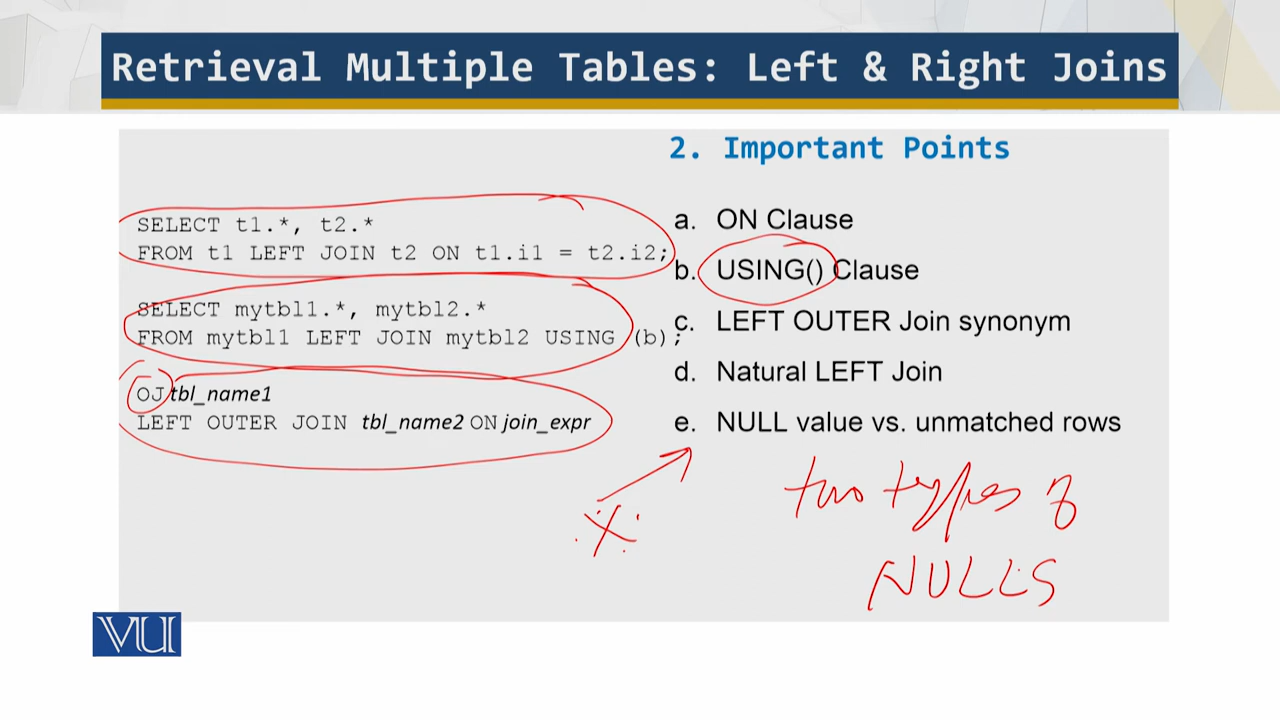 Retrieval Multiple Tables: Left & Right Joins
2. Important Points
SELECT t1.*, t2.*
FROM t1 LEFT JOIN t2 ON t1.i1 = t2.i2;
SELECT mytbl1.*, mytbl2.*
FROM mytbl1 LEFT JOIN mytbl2 USING (b);
OJ tbl_name1
LEFT OUTER JOIN tbl_name2 ON join_expr
a. ON Clause
b. USING() Clause
c. LEFT OUTER Join synonym
d. Natural LEFT Join
e. NULL value vs. unmatched rows
two types of
NULLS
VU